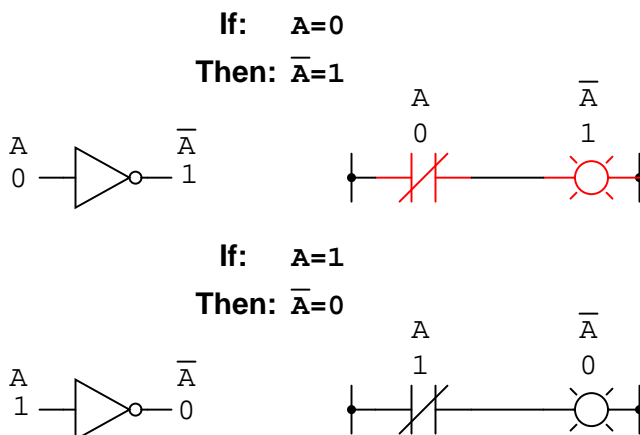 If: A=0
Then: A̅=1
A A̅
0 1
A A̅
0 1
If: A=1
Then: A̅=0
A A̅
1 0
A A̅
1 0